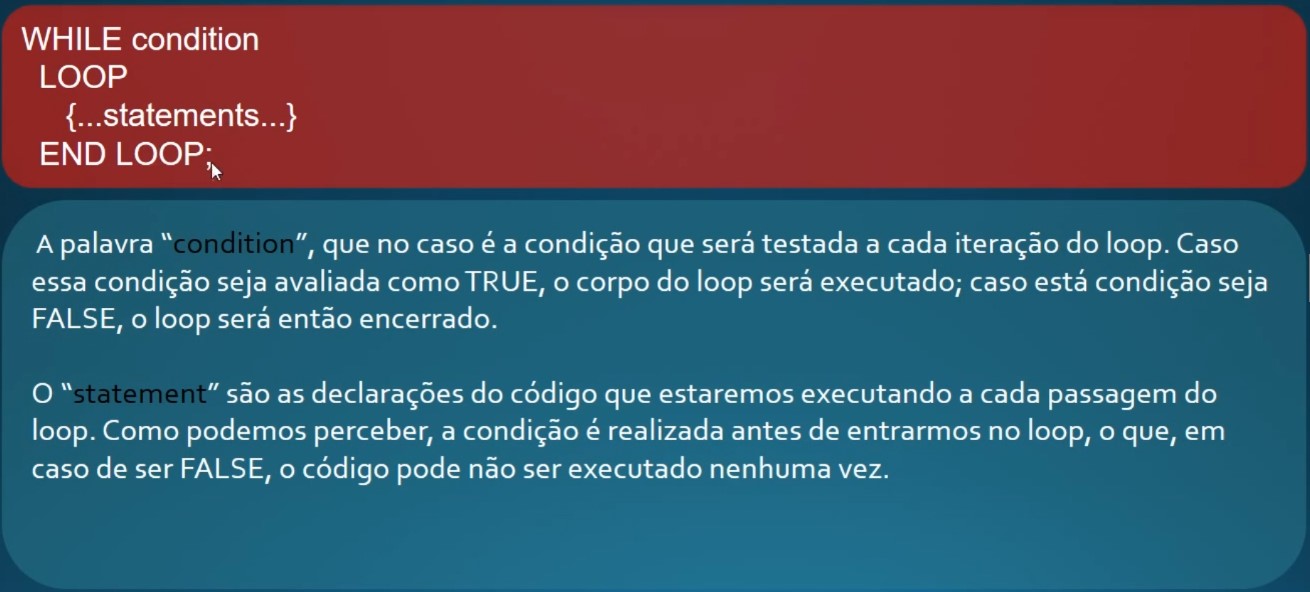 WHILE condition
LOOP
{...statements...}
END LOOP;
A palavra “condition”, que no caso é a condição que será testada a cada iteração do loop. Caso
essa condição seja avaliada como TRUE, o corpo do loop será executado; caso está condição seja
FALSE, o loop será então encerrado.
O “statement” são as declarações do código que estaremos executando a cada passagem do
loop. Como podemos perceber, a condição é realizada antes de entrarmos no loop, o que, em
caso de ser FALSE, o código pode não ser executado nenhuma vez.